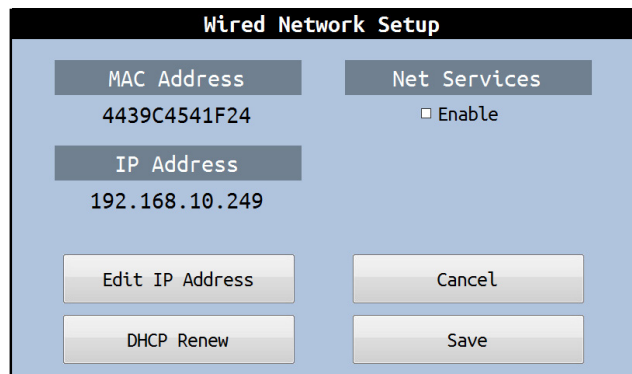 Wired Network Setup
MAC Address
4439C4541F24
IP Address
192.168.10.249
Net Services
Enable
Edit IP Address
Cancel
DHCP Renew
Save